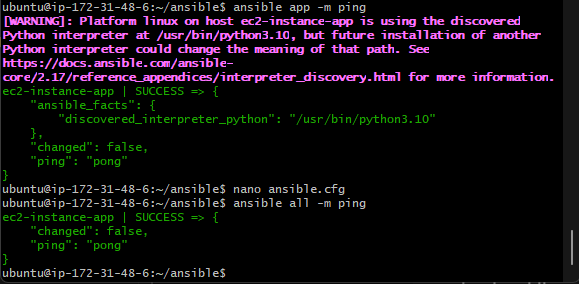 ubuntu@ip-172-31-48-6:~/ansible$ ansible app -m ping
[WARNING]: Platform linux on host ec2-instance-app is using the discovered
Python interpreter at /usr/bin/python3.10, but future installation of another
Python interpreter could change the meaning of that path. See
https://docs.ansible.com/ansible-
core/2.17/reference_appendices/interpreter_discovery.html for more information.
ec2-instance-app | SUCCESS => {
    "ansible_facts": {
        "discovered_interpreter_python": "/usr/bin/python3.10"
    },
    "changed": false,
    "ping": "pong"
}
ubuntu@ip-172-31-48-6:~/ansible$ nano ansible.cfg
ubuntu@ip-172-31-48-6:~/ansible$ ansible all -m ping
ec2-instance-app | SUCCESS => {
    "changed": false,
    "ping": "pong"
}
ubuntu@ip-172-31-48-6:~/ansible$